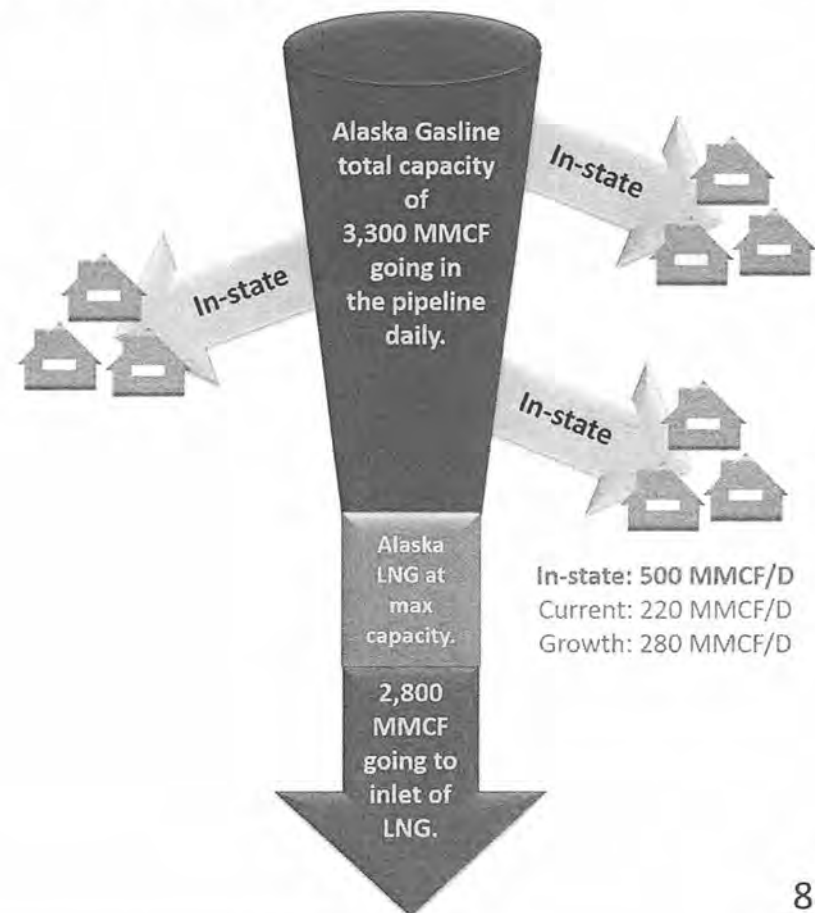 Alaska Gasline
total capacity
of
3,300 MMCF
going in
the pipeline
daily.
In-state
In-state
In-state
Alaska
LNG at
max
capacity.
In-state: 500 MMCF/D
Current: 220 MMCF/D
Growth: 280 MMCF/D
2,800
MMCF
going to
inlet of
LNG.
8